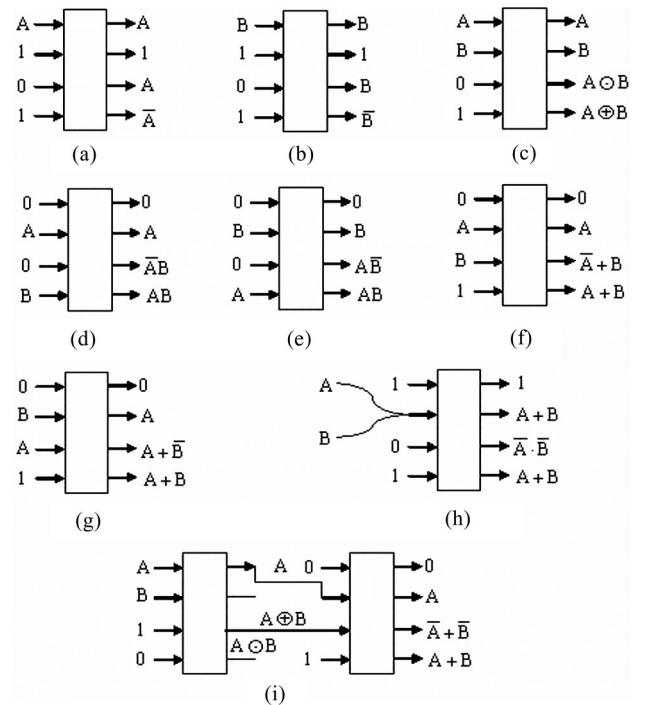 A A B B A A
1 1 1 1 B B
0 A 0 B 0 A⊙B
1 A̅ 1 B̅ 1 A⊕B
(a) (b) (c)
0 0 0 0 0 0
A A B B A A
0 A̅B 0 AB̅ B A̅+B
B AB A AB 1 A+B
(d) (e) (f)
0 0 A 1 1
B A B A+B
A A+B̅ 0 A̅·B̅
1 A+B 1 A+B
(g) (h)
A A 0 0
B A
1 A⊕B A̅+B̅
0 A⊙B 1 A+B
(i)